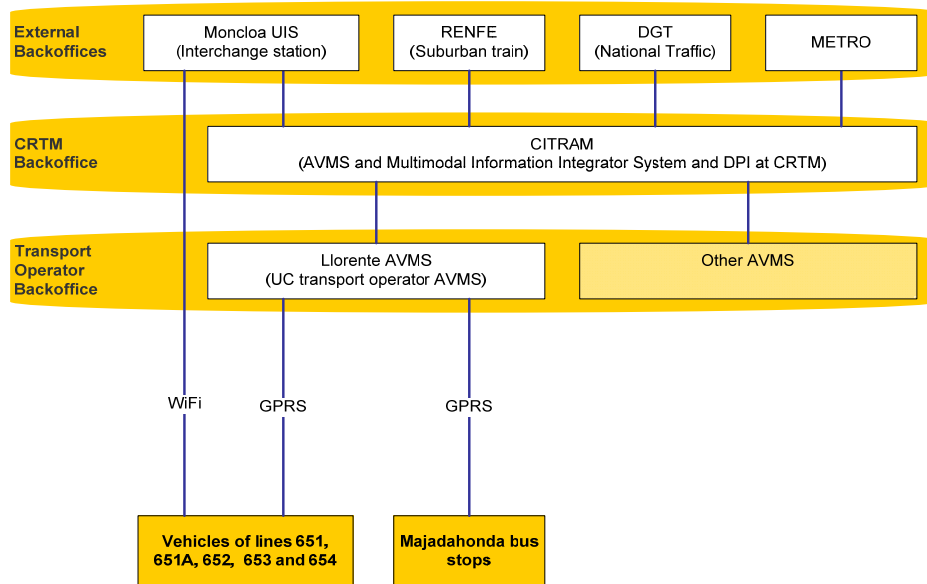 External
Backoffices
Moncloa UIS
(Interchange station)
RENFE
(Suburban train)
DGT
(National Traffic)
METRO
CRTM
Backoffice
CITRAM
(AVMS and Multimodal Information Integrator System and DPI at CRTM)
Transport
Operator
Backoffice
Llorente AVMS
(UC transport operator AVMS)
Other AVMS
WiFi
GPRS
GPRS
Vehicles of lines 651,
651A, 652, 653 and 654
Majadahonda bus
stops